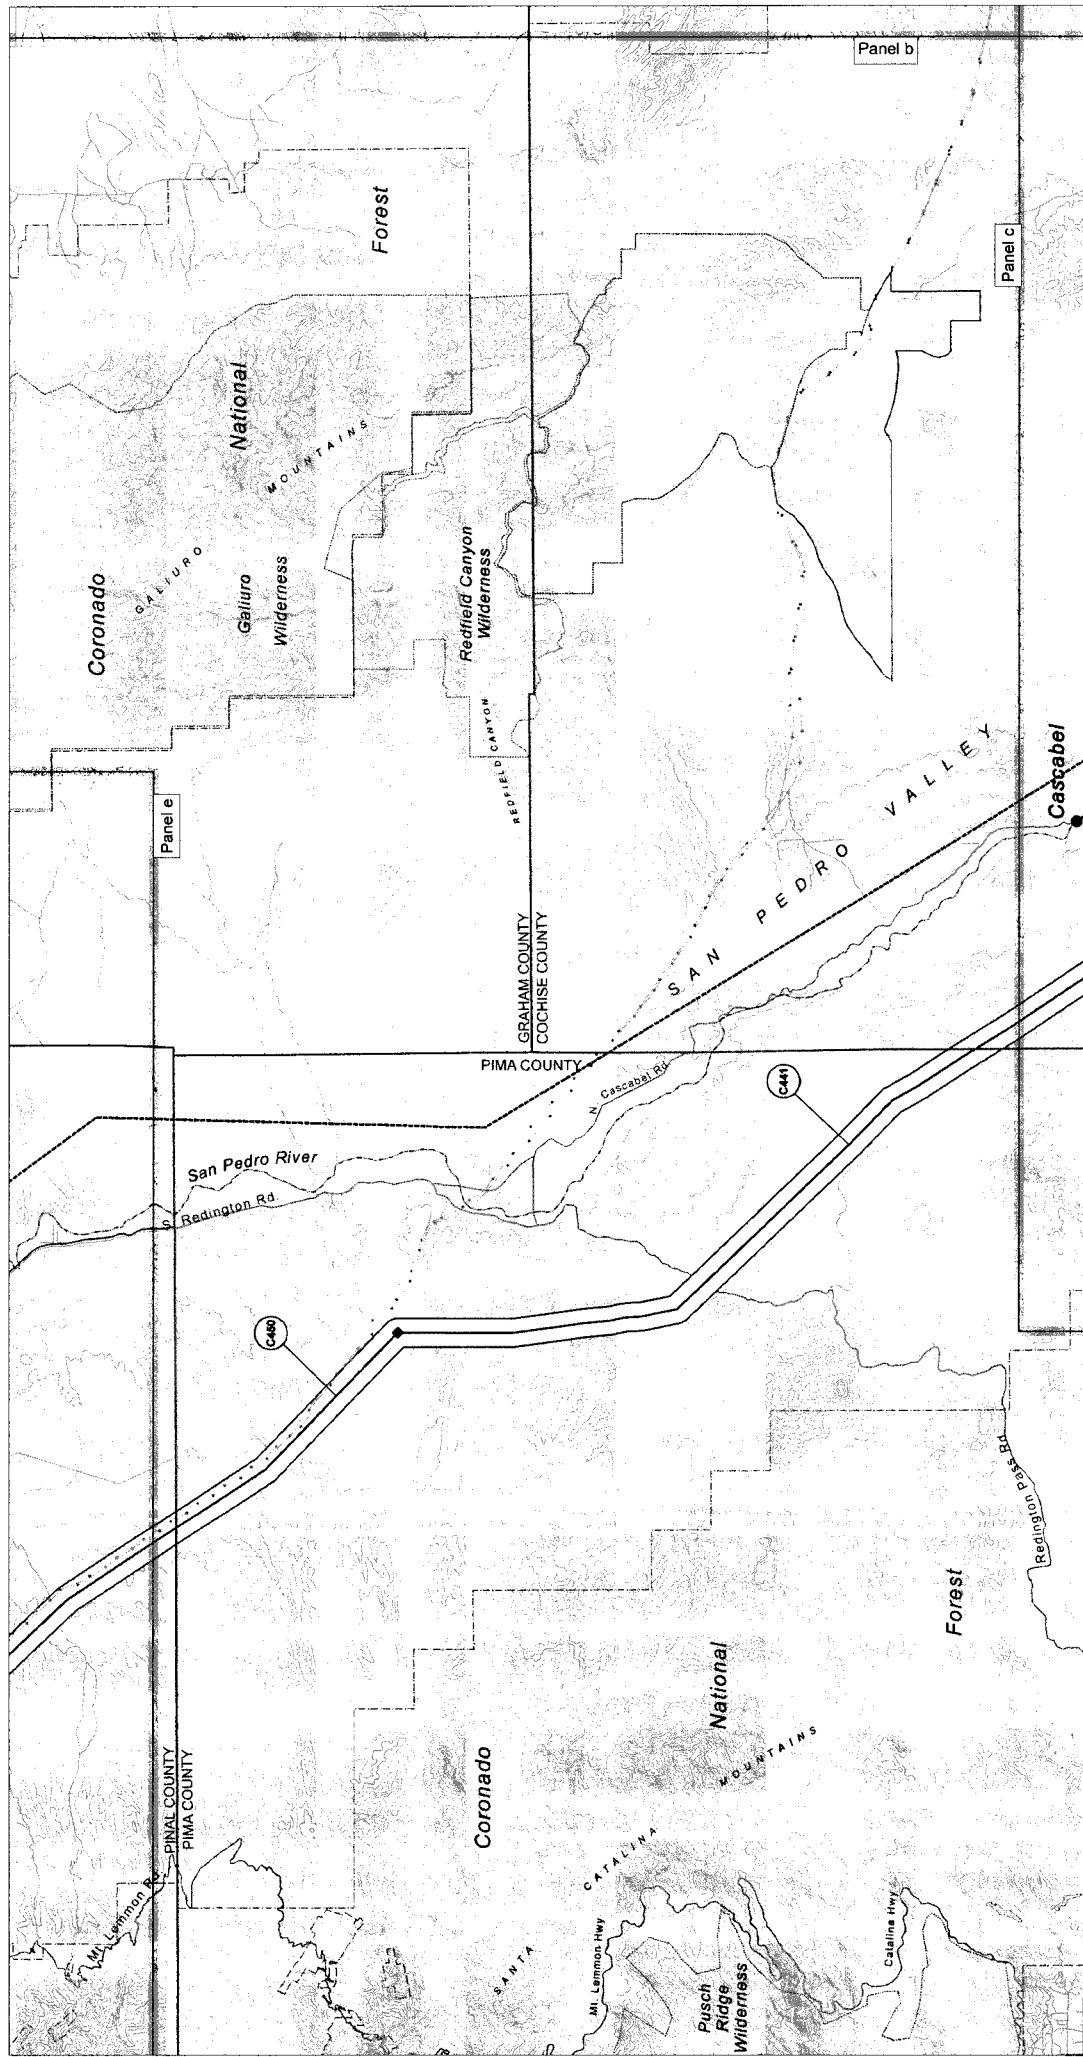 Panel b
Panel c
Forest
National
GALIURO
MOUNTAINS
Coronado
Galiuro
Wilderness
Redfield Canyon
Wilderness
REDFIELD CANYON
Panel e
SAN PEDRO VALLEY
Cascabel
GRAHAM COUNTY
COCHISE COUNTY
PIMA COUNTY
N. Cascabel Rd
C441
San Pedro River
S. Redington Rd.
C450
Redington Pass Rd
Forest
National
MOUNTAINS
Coronado
CATALINA
SANTA
PINAL COUNTY
PIMA COUNTY
Mt. Lemmon Rd.
Mt. Lemmon Hwy
Catalina Hwy
Pusch
Ridge
Wilderness